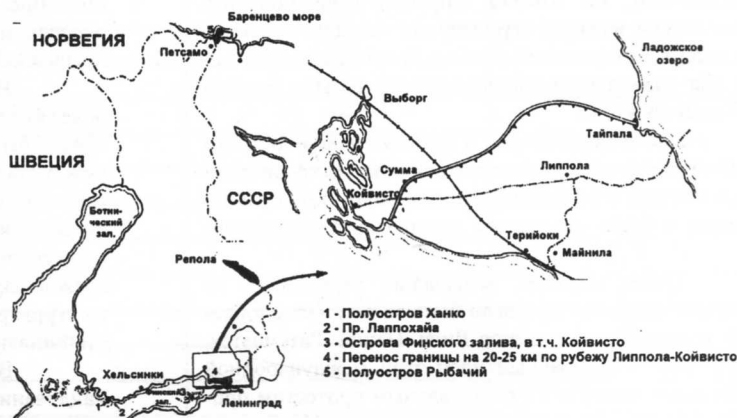 Баренцево море
НОРВЕГИЯ
Петсамо
Ладожское
озеро
Выборг
Тайпала
ШВЕЦИЯ
Сумма
Липпола
Койвисто
СССР
Ботни-
ческий
зал.
Терийоки
Майнила
Репола
1 - Полуостров Ханко
2 - Пр. Лаппохайа
3 - Острова Финского залива, в т.ч. Койвисто
4 - Перенос границы на 20-25 км по рубежу Липпола-Койвисто
5 - Полуостров Рыбачий
Хельсинки
зал.
Ленинград
2